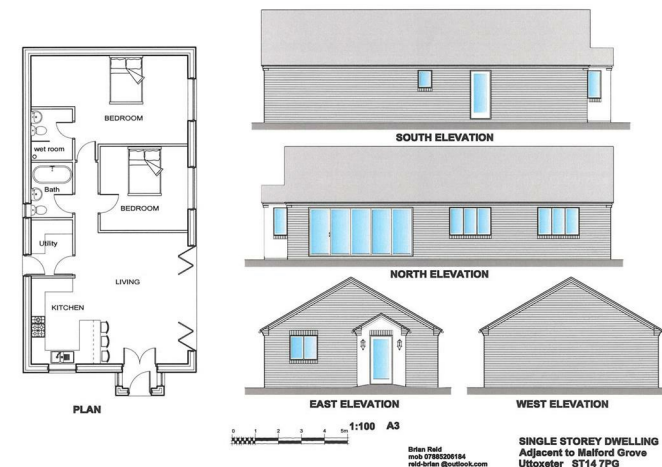 BEDROOM
wet room
Bath
BEDROOM
Utility
LIVING
KITCHEN
PLAN
SOUTH ELEVATION
NORTH ELEVATION
EAST ELEVATION
WEST ELEVATION
0 1 2 3 4 5m
1:100 A3
Brian Reid
mob 07885206184
reid-brian @outlook.com
SINGLE STOREY DWELLING
Adjacent to Malford Grove
Uttoxeter ST14 7PG